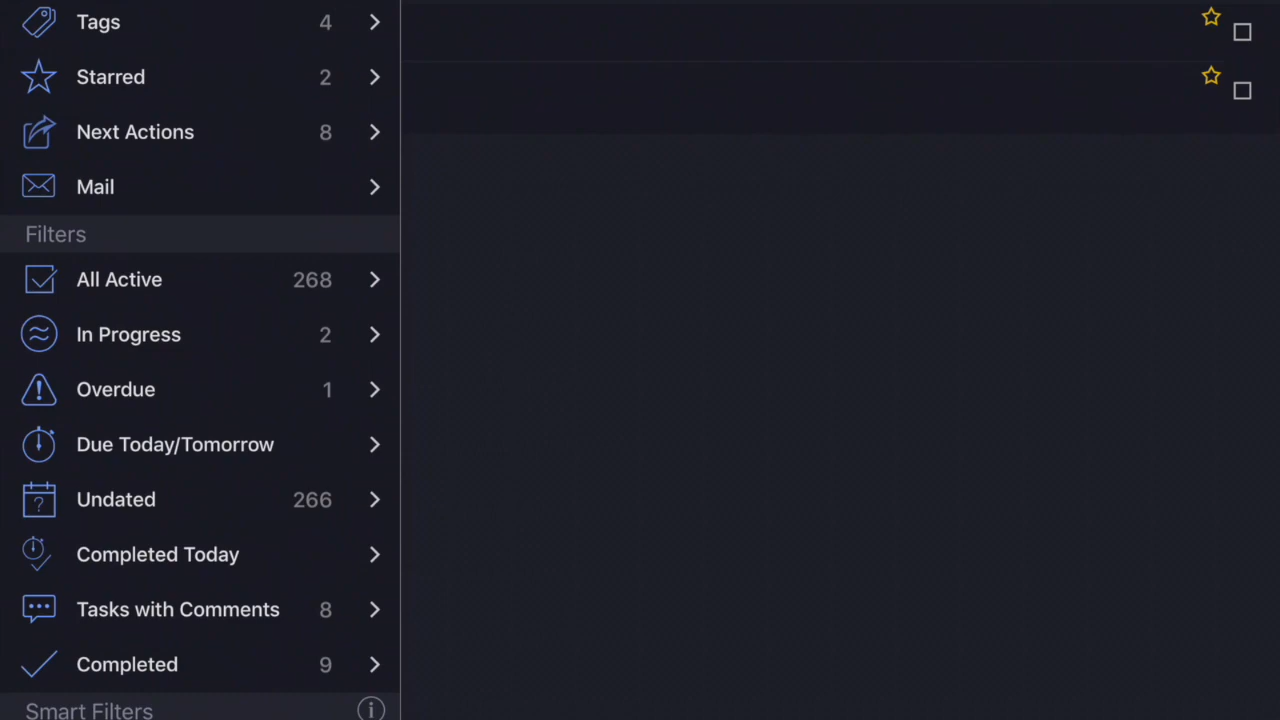 Tags 4
Starred 2
Next Actions 8
Mail
Filters
All Active 268
In Progress 2
Overdue 1
Due Today/Tomorrow
Undated 266
Completed Today
Tasks with Comments 8
Completed 9
Smart Filters